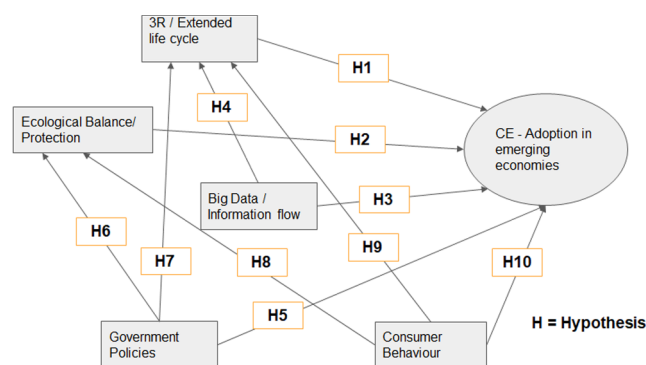 3R / Extended
life cycle
H1
H4
Ecological Balance/
Protection
H2
CE - Adoption in
emerging
economies
Big Data /
Information flow
H3
H6
H7
H8
H9
H10
H5
H = Hypothesis
Government
Policies
Consumer
Behaviour